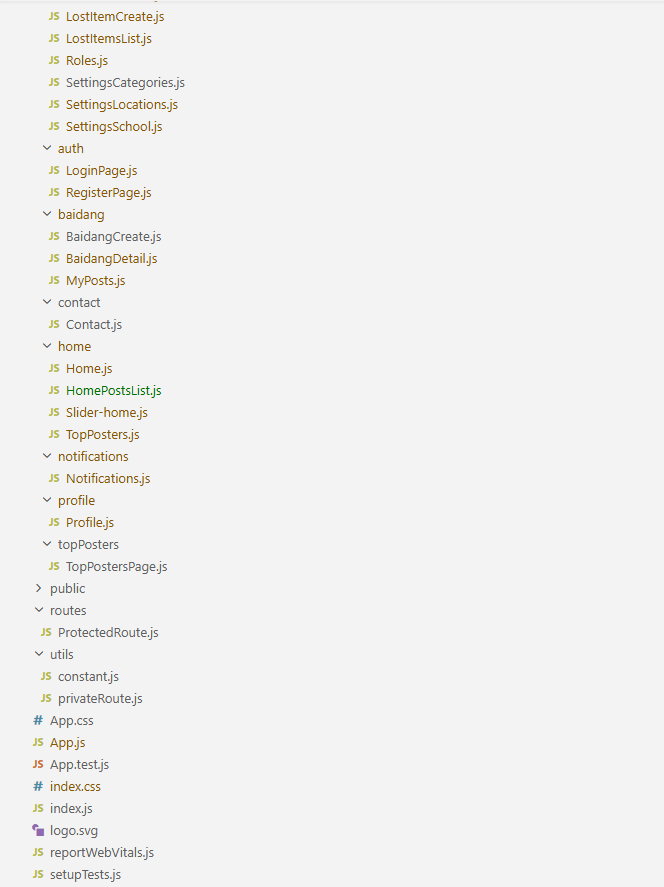 JS LostItemCreate.js
JS LostItemsList.js
JS Roles.js
JS SettingsCategories.js
JS SettingsLocations.js
JS SettingsSchool.js
auth
JS LoginPage.js
JS RegisterPage.js
baidang
JS BaidangCreate.js
JS BaidangDetail.js
JS MyPosts.js
contact
JS Contact.js
home
JS Home.js
JS HomePostsList.js
JS Slider-home.js
JS TopPosters.js
notifications
JS Notifications.js
profile
JS Profile.js
topPosters
JS TopPostersPage.js
public
routes
JS ProtectedRoute.js
utils
JS constant.js
JS privateRoute.js
# App.css
JS App.js
JS App.test.js
# index.css
JS index.js
logo.svg
JS reportWebVitals.js
JS setupTests.js